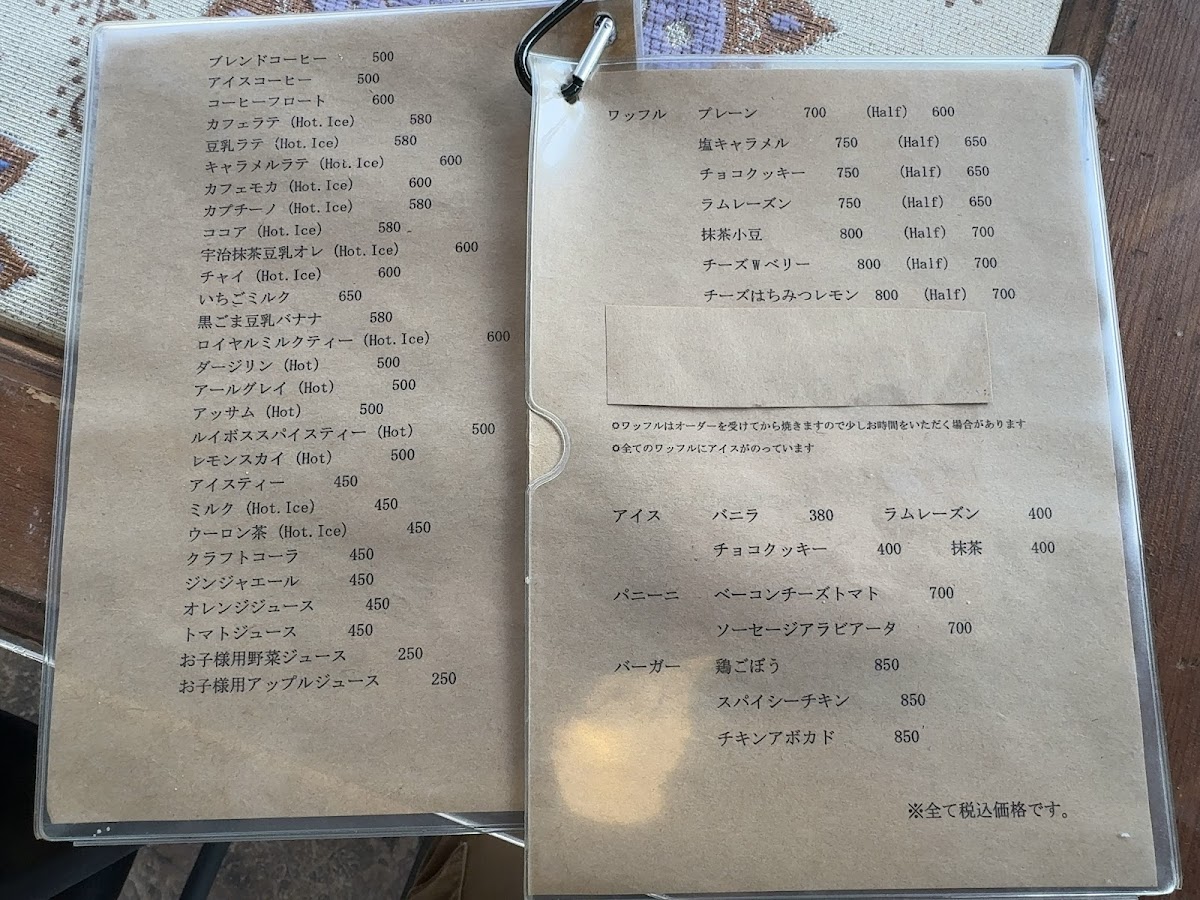 ブレンドコーヒー 500
アイスコーヒー 500
コーヒーフロート 600
カフェラテ (Hot.Ice) 580
豆乳ラテ (Hot.Ice) 580
キャラメルラテ (Hot.Ice) 600
カフェモカ (Hot.Ice) 600
カプチーノ (Hot.Ice) 580
ココア (Hot.Ice) 580
宇治抹茶豆乳オレ (Hot.Ice) 600
チャイ (Hot.Ice) 600
いちごミルク 650
黒ごま豆乳バナナ 580
ロイヤルミルクティー (Hot.Ice) 600
ダージリン (Hot) 500
アールグレイ (Hot) 500
アッサム (Hot) 500
ルイボススパイスティー (Hot) 500
レモンスカイ (Hot) 500
アイスティー 450
ミルク (Hot.Ice) 450
ウーロン茶 (Hot.Ice) 450
クラフトコーラ 450
ジンジャエール 450
オレンジジュース 450
トマトジュース 450
お子様用野菜ジュース 250
お子様用アップルジュース 250
ワッフル プレーン 700 (Half) 600
塩キャラメル 750 (Half) 650
チョコクッキー 750 (Half) 650
ラムレーズン 750 (Half) 650
抹茶小豆 800 (Half) 700
チーズWベリー 800 (Half) 700
チーズはちみつレモン 800 (Half) 700
○ワッフルはオーダーを受けてから焼きますので少しお時間をいただく場合があります
○全てのワッフルにアイスがのっています
アイス バニラ 380 ラムレーズン 400
チョコクッキー 400 抹茶 400
パニーニ ベーコンチーズトマト 700
ソーセージアラビアータ 700
バーガー 鶏ごぼう 850
スパイシーチキン 850
チキンアボカド 850
※全て税込価格です。